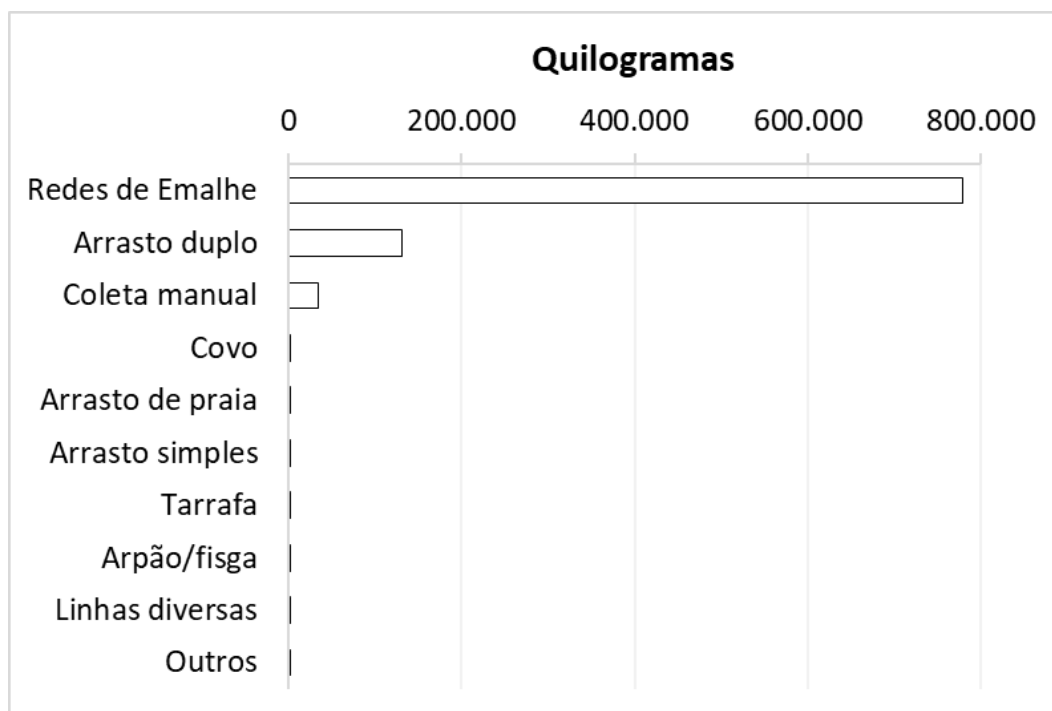 Quilogramas
0 200.000 400.000 600.000 800.000
Redes de Emalhe
Arrasto duplo
Coleta manual
Covo
Arrasto de praia
Arrasto simples
Tarrafa
Arpão/fisga
Linhas diversas
Outros